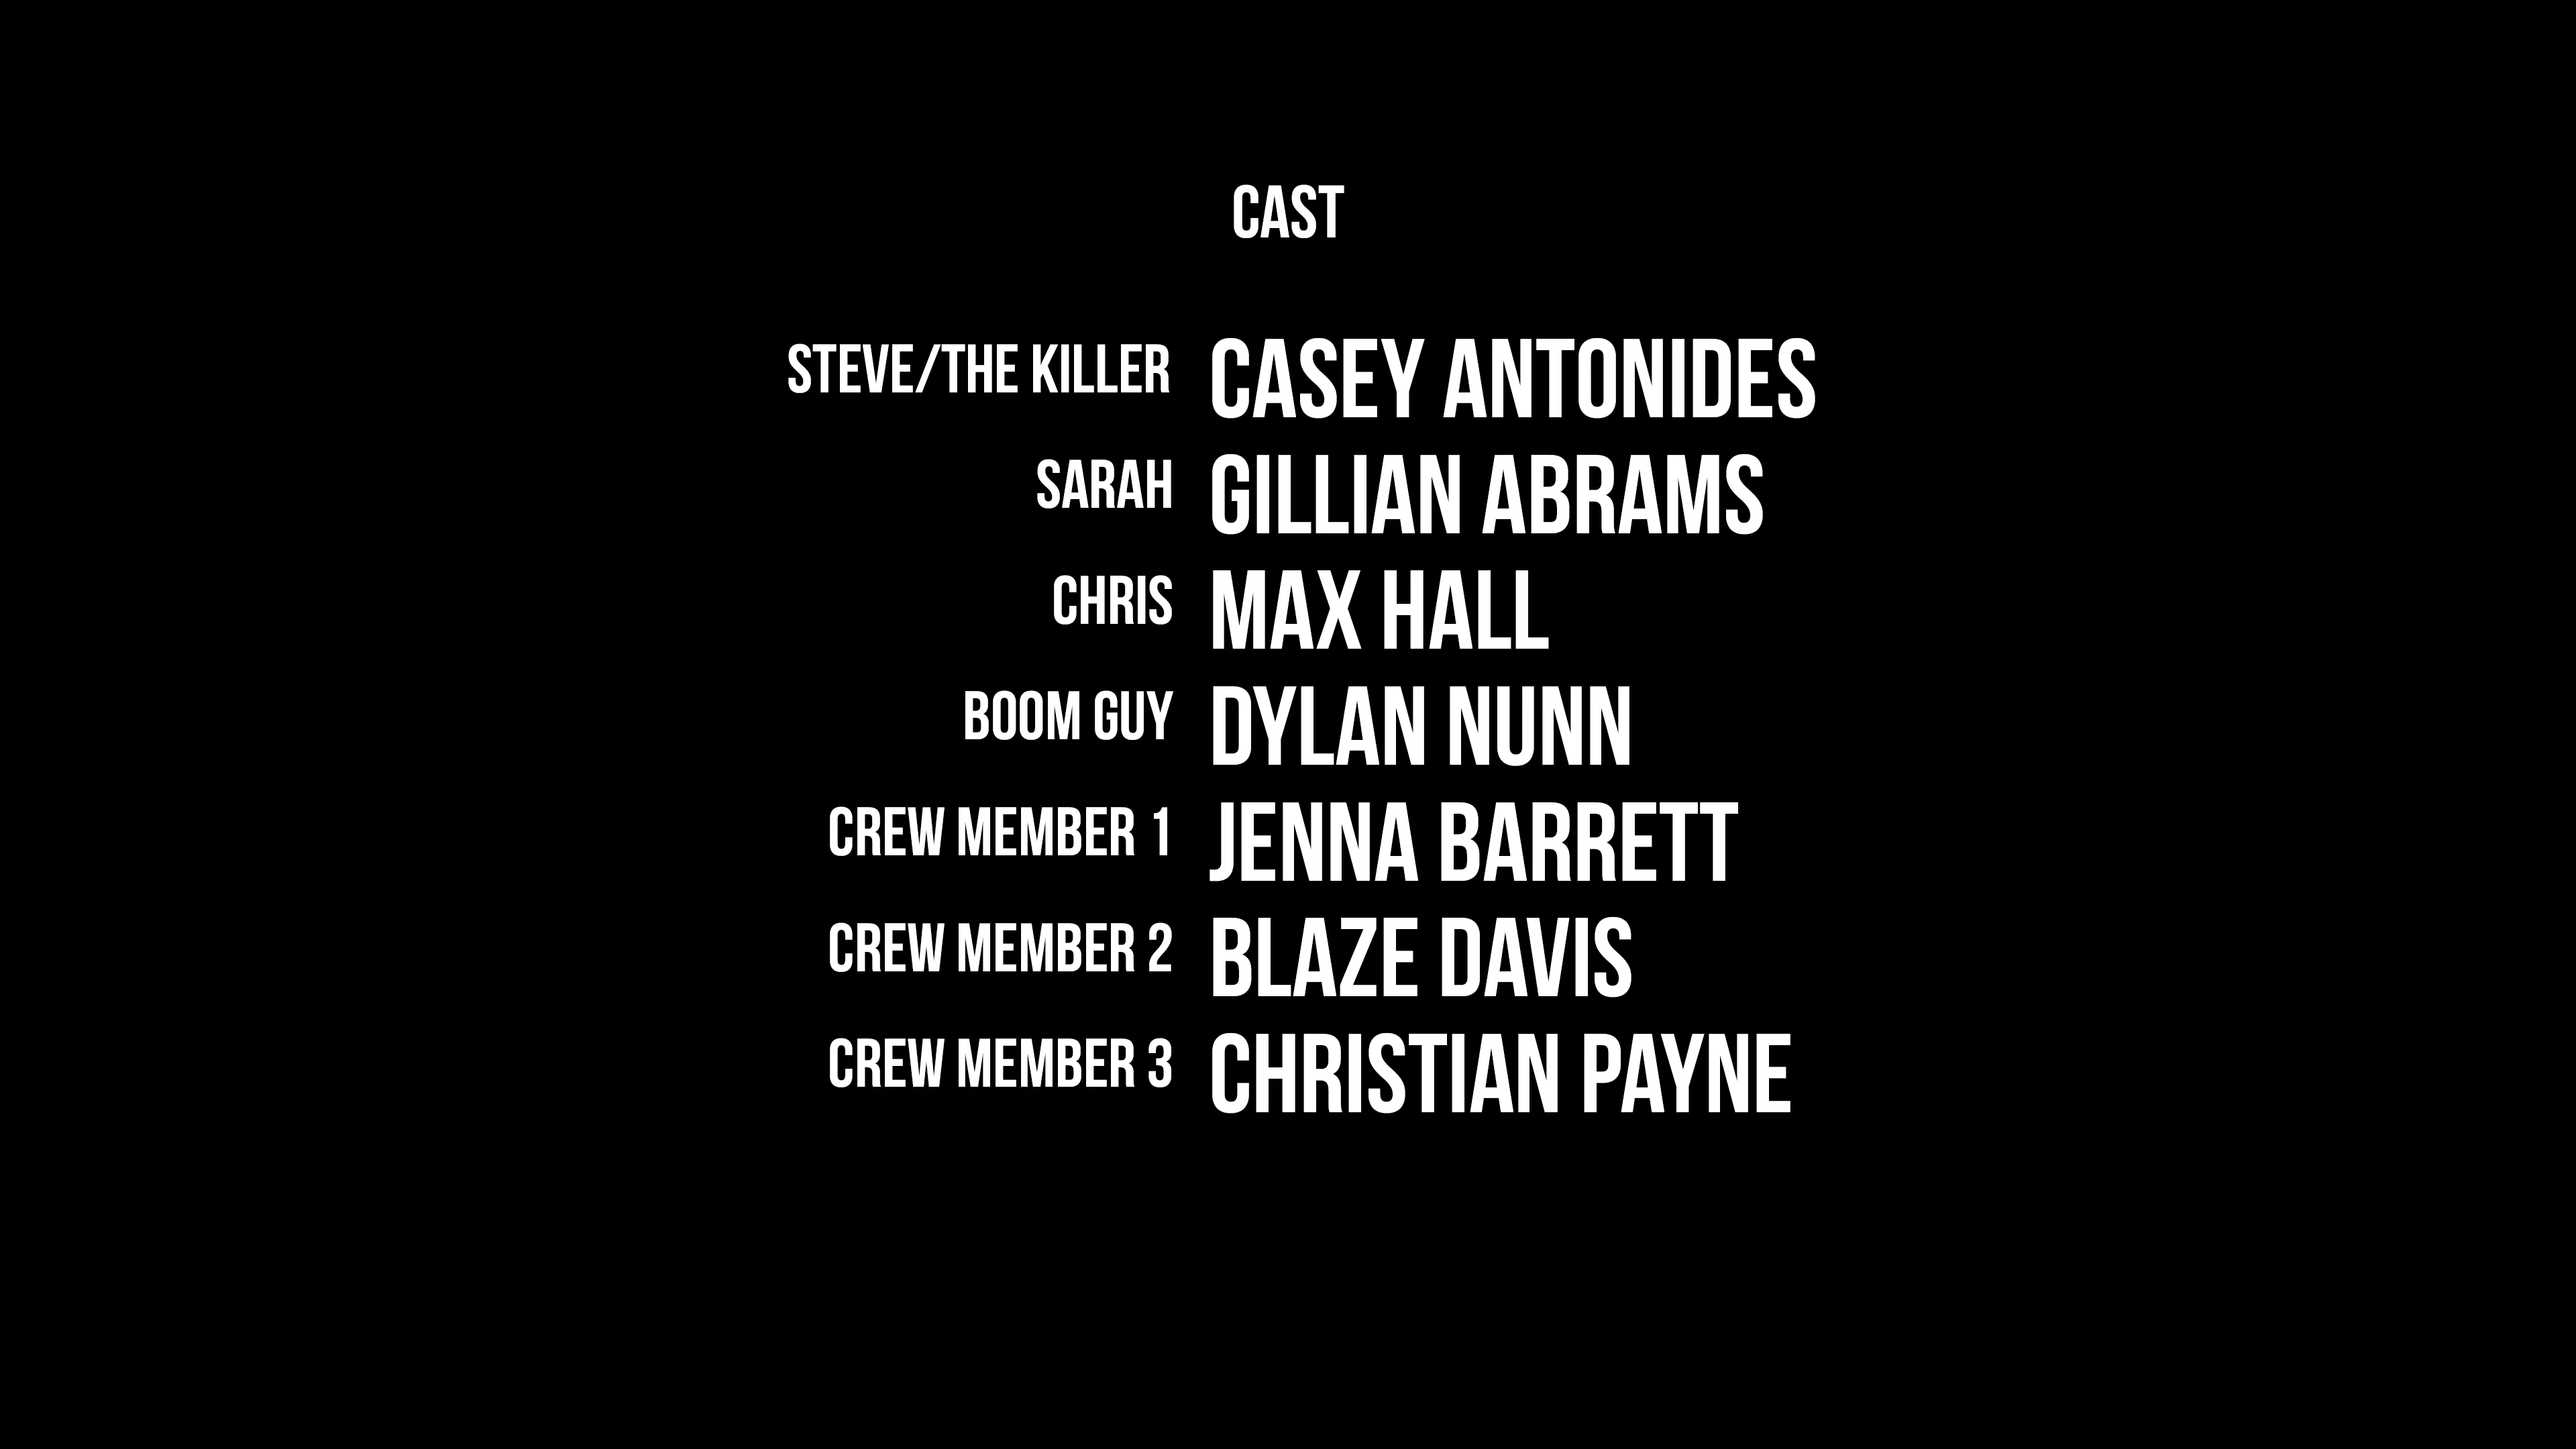 CAST
STEVE/THE KILLER CASEY ANTONIDES
SARAH GILLIAN ABRAMS
CHRIS MAX HALL
BOOM GUY DYLAN NUNN
CREW MEMBER 1 JENNA BARRETT
CREW MEMBER 2 BLAZE DAVIS
CREW MEMBER 3 CHRISTIAN PAYNE